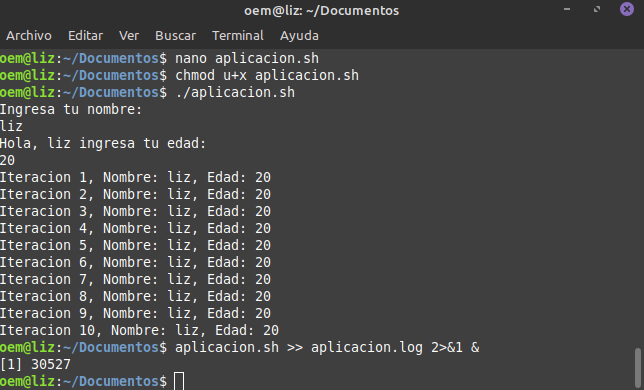 oem@liz: ~/Documentos
Archivo Editar Ver Buscar Terminal Ayuda
oem@liz:~/Documentos$ nano aplicacion.sh
oem@liz:~/Documentos$ chmod u+x aplicacion.sh
oem@liz:~/Documentos$ ./aplicacion.sh
Ingresa tu nombre:
liz
Hola, liz ingresa tu edad:
20
Iteracion 1, Nombre: liz, Edad: 20
Iteracion 2, Nombre: liz, Edad: 20
Iteracion 3, Nombre: liz, Edad: 20
Iteracion 4, Nombre: liz, Edad: 20
Iteracion 5, Nombre: liz, Edad: 20
Iteracion 6, Nombre: liz, Edad: 20
Iteracion 7, Nombre: liz, Edad: 20
Iteracion 8, Nombre: liz, Edad: 20
Iteracion 9, Nombre: liz, Edad: 20
Iteracion 10, Nombre: liz, Edad: 20
oem@liz:~/Documentos$ aplicacion.sh >> aplicacion.log 2>&1 &
[1] 30527
oem@liz:~/Documentos$